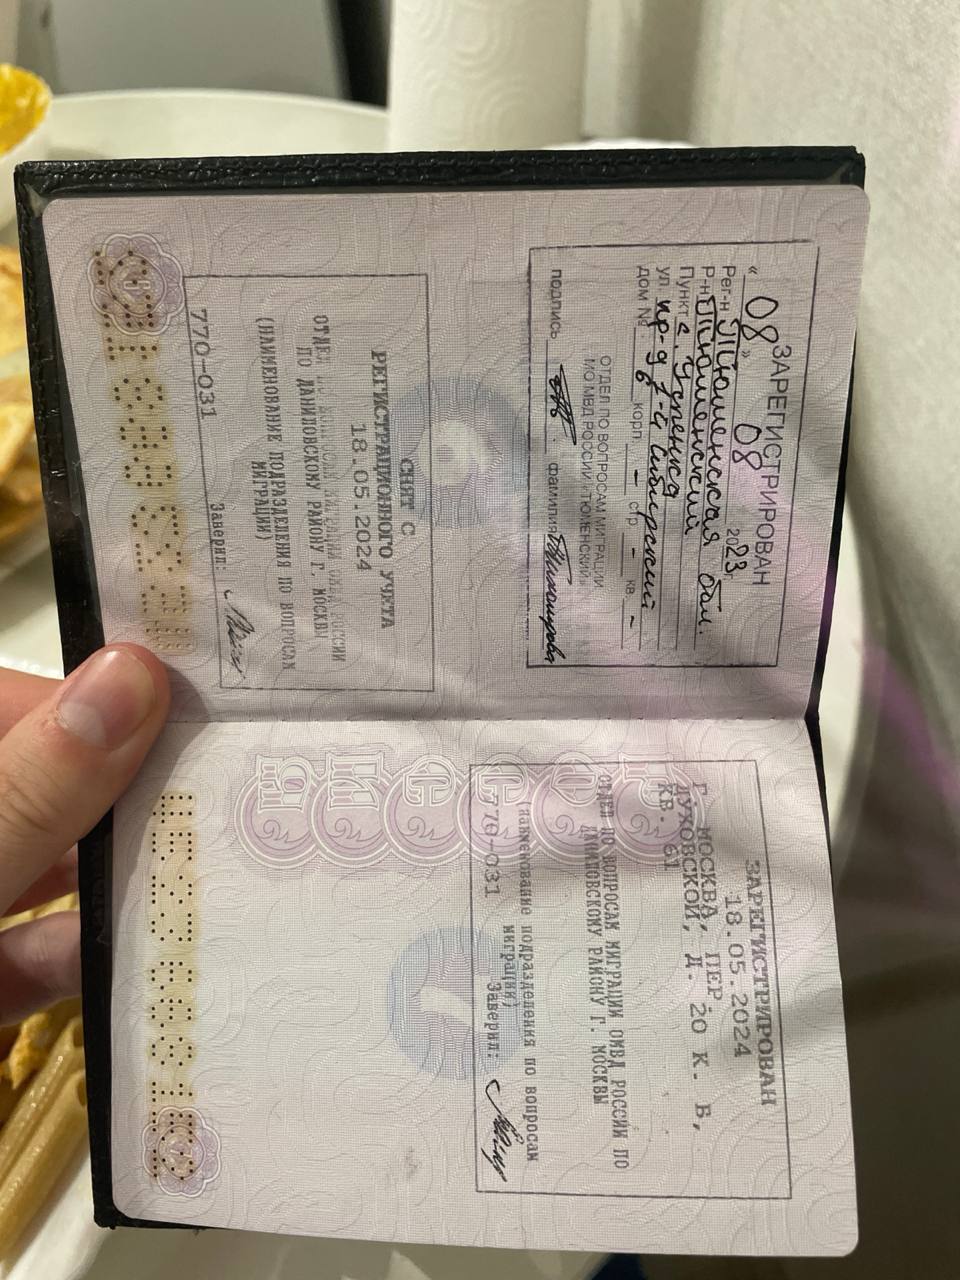 ЗАРЕГИСТРИРОВАН
« 08 » 08 2023 г.
Рег-н Тюменская обл.
Р-н Тюменский
Пункт с. Успенка
ул. пр-д 7-й Сибирский
дом № 6 корп. – стр – кв –
ОТДЕЛ ПО ВОПРОСАМ МИГРАЦИИ
МО МВД РОССИИ «ТЮМЕНСКИЙ»
подпись фамилия
СНЯТ С
РЕГИСТРАЦИОННОГО УЧЕТА
18.05.2024
ОТДЕЛ ПО ВОПРОСАМ МИГРАЦИИ ОМВД РОССИИ
ПО ДАНИЛОВСКОМУ РАЙОНУ Г. МОСКВЫ
(НАИМЕНОВАНИЕ ПОДРАЗДЕЛЕНИЯ ПО ВОПРОСАМ
МИГРАЦИИ)
770-031 Заверил:
ЗАРЕГИСТРИРОВАН
18.05.2024
Г. МОСКВА, ПЕР.
ДУХОВСКОЙ, Д. 20 К. В,
КВ. 61
ОТДЕЛ ПО ВОПРОСАМ МИГРАЦИИ ОМВД РОССИИ ПО
ДАНИЛОВСКОМУ РАЙОНУ Г. МОСКВЫ
(наименование подразделения по вопросам
миграции)
770-031 Заверил:
РОССИЯ